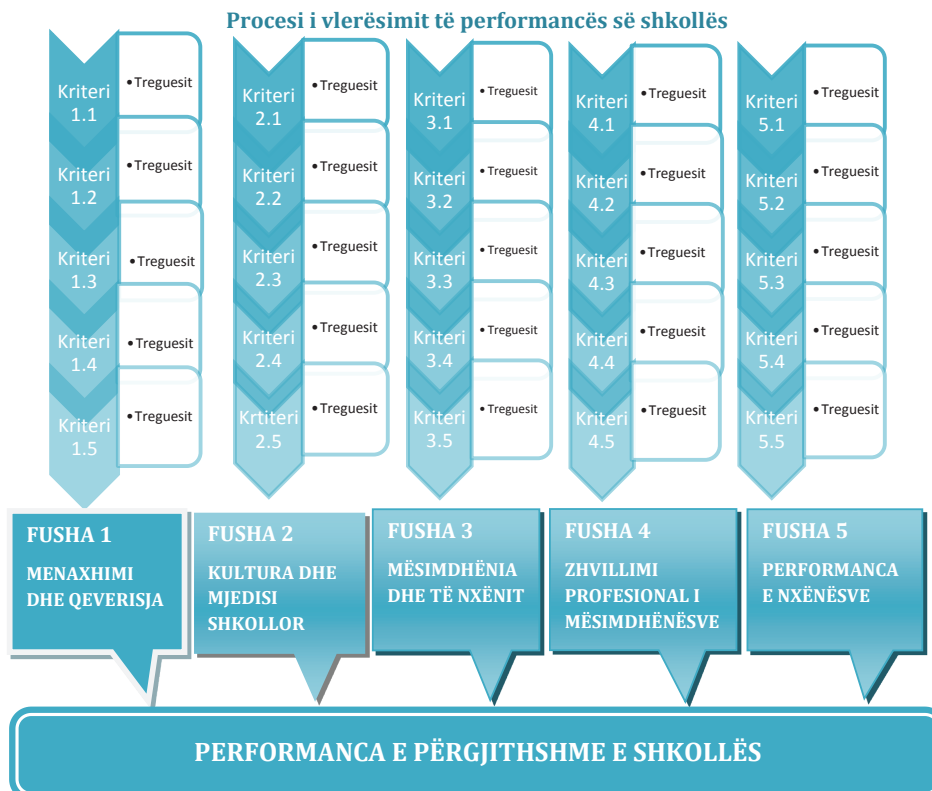 Procesi i vlerësimit të performancës së shkollës
Kriteri
1.1
• Treguesit
Kriteri
1.2
• Treguesit
Kriteri
1.3
• Treguesit
Kriteri
1.4
• Treguesit
Kriteri
1.5
• Treguesit
Kriteri
2.1
• Treguesit
Kriteri
2.2
• Treguesit
Kriteri
2.3
• Treguesit
Kriteri
2.4
• Treguesit
Krtiteri
2.5
• Treguesit
Kriteri
3.1
• Treguesit
Kriteri
3.2
• Treguesit
Kriteri
3.3
• Treguesit
Kriteri
3.4
• Treguesit
Kriteri
3.5
• Treguesit
Kriteri
4.1
• Treguesit
Kriteri
4.2
• Treguesit
Kriteri
4.3
• Treguesit
Kriteri
4.4
• Treguesit
Kriteri
4.5
• Treguesit
Kriteri
5.1
• Treguesit
Kriteri
5.2
• Treguesit
Kriteri
5.3
• Treguesit
Kriteri
5.4
• Treguesit
Kriteri
5.5
• Treguesit
FUSHA 1
MENAXHIMI
DHE QEVERISJA
FUSHA 2
KULTURA DHE
MJEDISI
SHKOLLOR
FUSHA 3
MËSIMDHËNIA
DHE TË NXËNIT
FUSHA 4
ZHVILLIMI
PROFESIONAL I
MËSIMDHËNËSVE
FUSHA 5
PERFORMANCA
E NXËNËSVE
PERFORMANCA E PËRGJITHSHME E SHKOLLËS